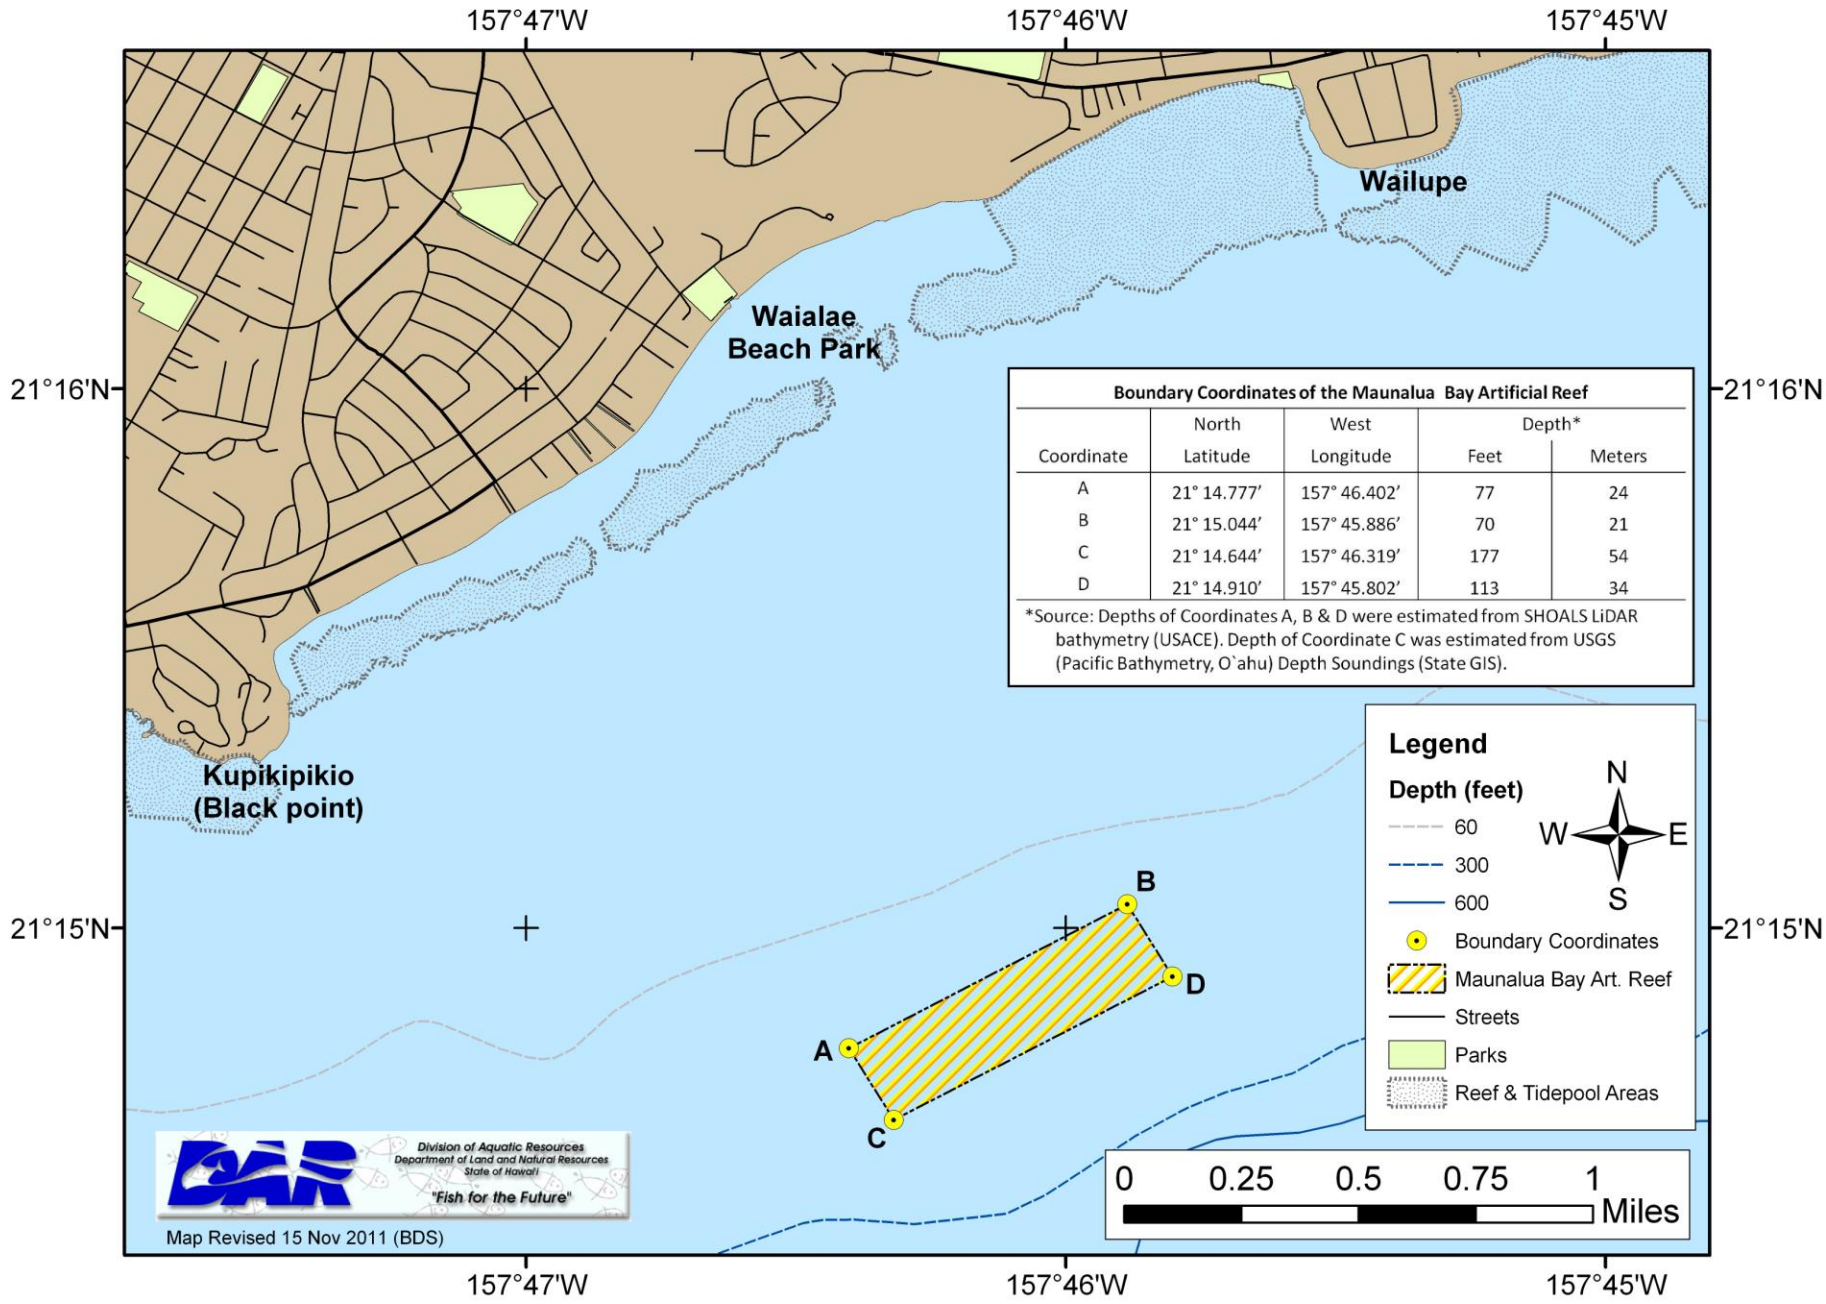 157°47'W 157°46'W 157°45'W
Wailupe
Waialae
Beach Park
21°16'N 21°16'N
Boundary Coordinates of the Maunalua Bay Artificial Reef
North West Depth*
Coordinate Latitude Longitude Feet Meters
A 21° 14.777′ 157° 46.402′ 77 24
B 21° 15.044′ 157° 45.886′ 70 21
C 21° 14.644′ 157° 46.319′ 177 54
D 21° 14.910′ 157° 45.802′ 113 34
*Source: Depths of Coordinates A, B & D were estimated from SHOALS LiDAR
bathymetry (USACE). Depth of Coordinate C was estimated from USGS
(Pacific Bathymetry, O`ahu) Depth Soundings (State GIS).
Kupikipikio
(Black point)
Legend
Depth (feet)
60
300
600
Boundary Coordinates
Maunalua Bay Art. Reef
Streets
Parks
Reef & Tidepool Areas
N
W E
S
B
21°15'N 21°15'N
D
A
C
DAR
Division of Aquatic Resources
Department of Land and Natural Resources
State of Hawai'i
"Fish for the Future"
Map Revised 15 Nov 2011 (BDS)
0 0.25 0.5 0.75 1
Miles
157°47'W 157°46'W 157°45'W